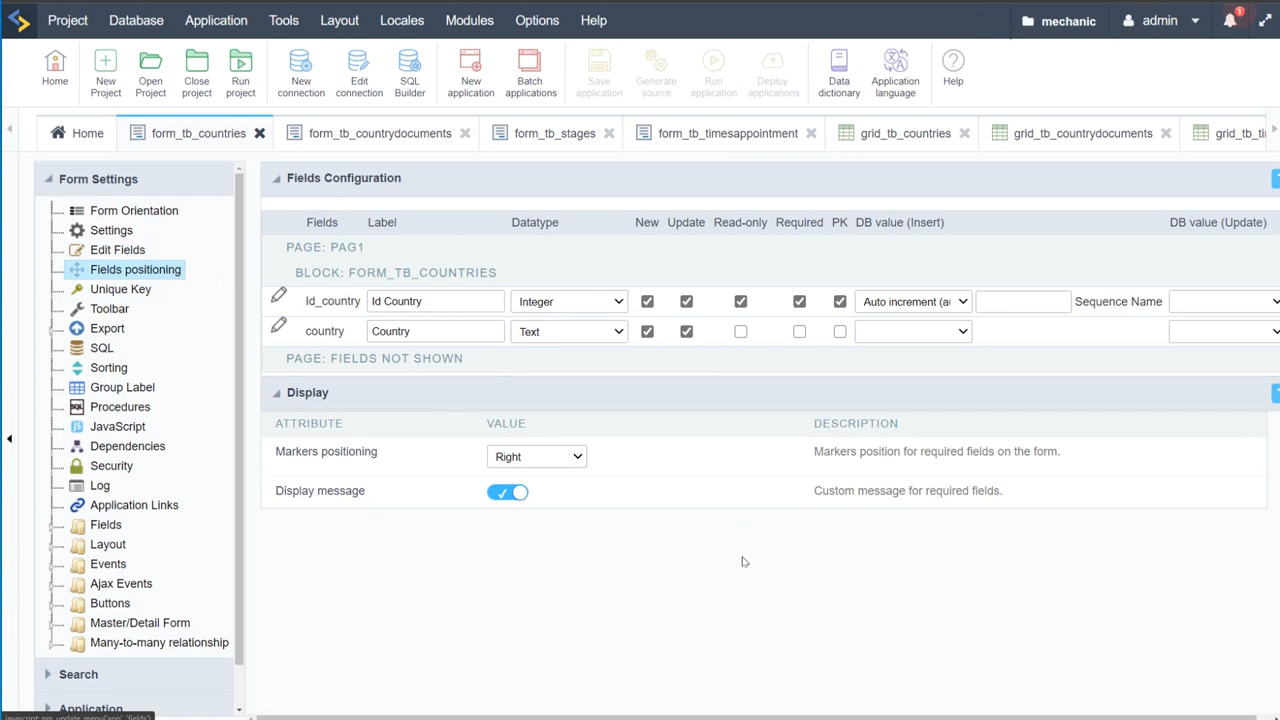 Project Database Application Tools Layout Locales Modules Options Help mechanic admin 1
Home New Project Open Project Close project Run project New connection Edit connection SQL Builder New application Batch applications Save application Generate source Run application Deploy applications Data dictionary Application language Help
Home form_tb_countries form_tb_countrydocuments form_tb_stages form_tb_timesappointment grid_tb_countries grid_tb_countrydocuments grid_tb_ti
Form Settings
Form Orientation
Settings
Edit Fields
Fields positioning
Unique Key
Toolbar
Export
SQL
Sorting
Group Label
Procedures
JavaScript
Dependencies
Security
Log
Application Links
Fields
Layout
Events
Ajax Events
Buttons
Master/Detail Form
Many-to-many relationship
Search
Application
Fields Configuration
Fields Label Datatype New Update Read-only Required PK DB value (Insert) DB value (Update)
PAGE: PAG1
BLOCK: FORM_TB_COUNTRIES
Id_country Id Country Integer Auto increment (au Sequence Name
country Country Text
PAGE: FIELDS NOT SHOWN
Display
ATTRIBUTE VALUE DESCRIPTION
Markers positioning Right Markers position for required fields on the form.
Display message Custom message for required fields.